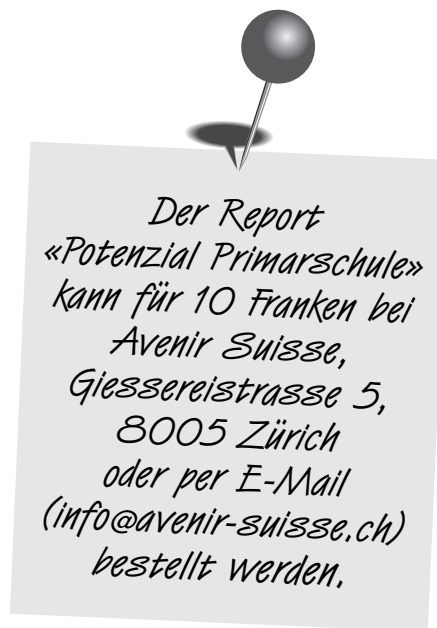 Der Report
«Potenzial Primarschule»
kann für 10 Franken bei
Avenir Suisse,
Giessereistrasse 5,
8005 Zürich
oder per E-Mail
(info@avenir-suisse.ch)
bestellt werden.